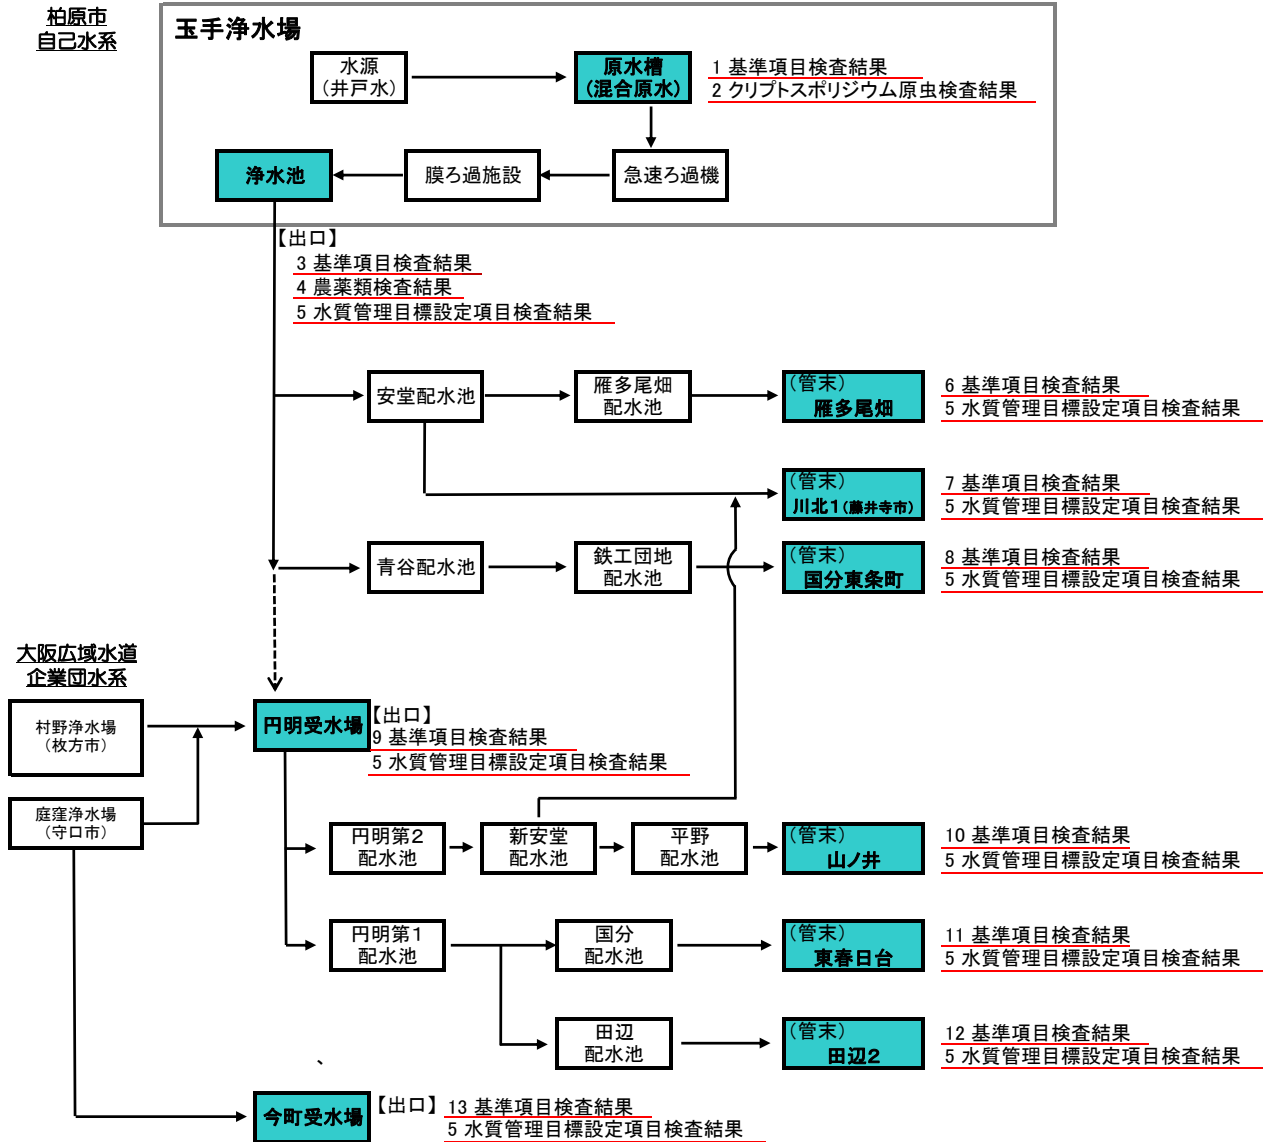 柏原市
自己水系
玉手浄水場
水源
(井戸水)
原水槽
(混合原水)
1 基準項目検査結果
2 クリプトスポリジウム原虫検査結果
浄水池
膜ろ過施設
急速ろ過機
【出口】
3 基準項目検査結果
4 農薬類検査結果
5 水質管理目標設定項目検査結果
安堂配水池
雁多尾畑
配水池
(管末)
雁多尾畑
6 基準項目検査結果
5 水質管理目標設定項目検査結果
(管末)
川北1(藤井寺市)
7 基準項目検査結果
5 水質管理目標設定項目検査結果
青谷配水池
鉄工団地
配水池
(管末)
国分東条町
8 基準項目検査結果
5 水質管理目標設定項目検査結果
大阪広域水道
企業団水系
村野浄水場
(枚方市)
円明受水場
【出口】
9 基準項目検査結果
5 水質管理目標設定項目検査結果
庭窪浄水場
(守口市)
円明第2
配水池
新安堂
配水池
平野
配水池
(管末)
山ノ井
10 基準項目検査結果
5 水質管理目標設定項目検査結果
円明第1
配水池
国分
配水池
(管末)
東春日台
11 基準項目検査結果
5 水質管理目標設定項目検査結果
田辺
配水池
(管末)
田辺2
12 基準項目検査結果
5 水質管理目標設定項目検査結果
、
今町受水場
【出口】 13 基準項目検査結果
5 水質管理目標設定項目検査結果